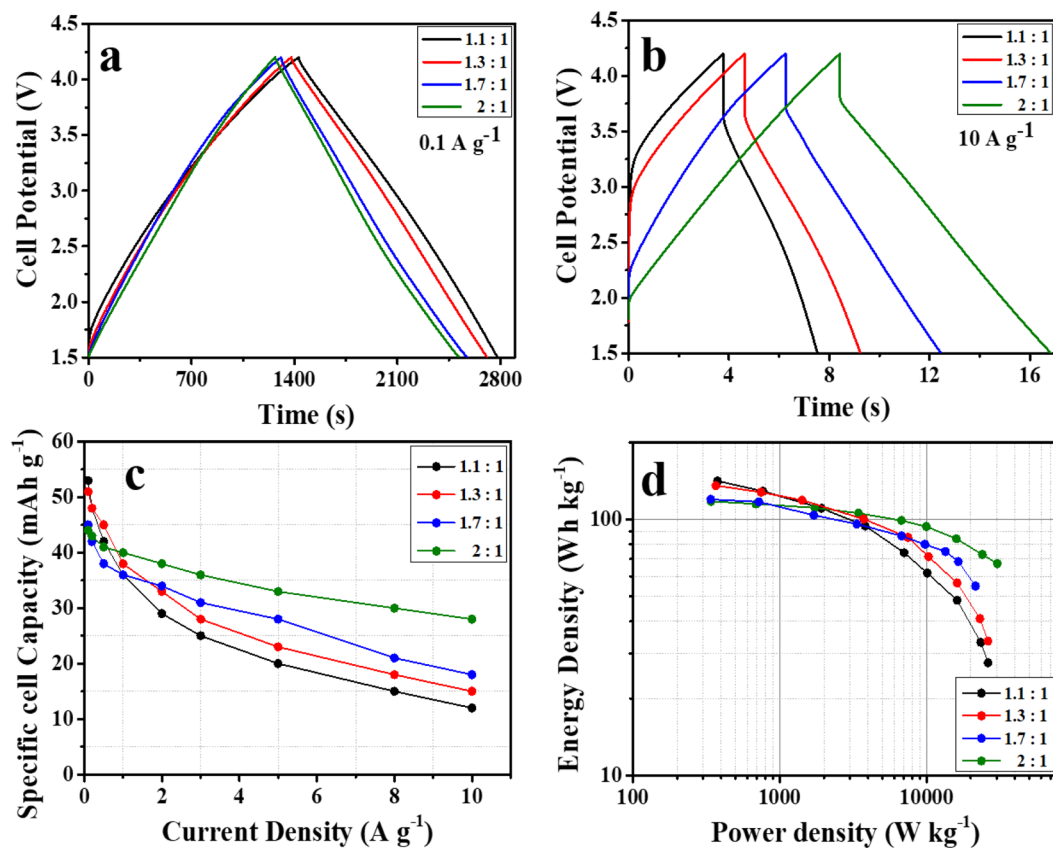 a
4.5
4.0
3.5
3.0
2.5
2.0
1.5
Cell Potential (V)
1.1 : 1
1.3 : 1
1.7 : 1
2 : 1
0.1 A g⁻¹
0 700 1400 2100 2800
Time (s)
b
4.5
4.0
3.5
3.0
2.5
2.0
1.5
Cell Potential (V)
1.1 : 1
1.3 : 1
1.7 : 1
2 : 1
10 A g⁻¹
0 4 8 12 16
Time (s)
c
60
50
40
30
20
10
0
Specific cell Capacity (mAh g⁻¹)
1.1 : 1
1.3 : 1
1.7 : 1
2 : 1
0 2 4 6 8 10
Current Density (A g⁻¹)
d
100
10
Energy Density (Wh kg⁻¹)
1.1 : 1
1.3 : 1
1.7 : 1
2 : 1
100 1000 10000
Power density (W kg⁻¹)